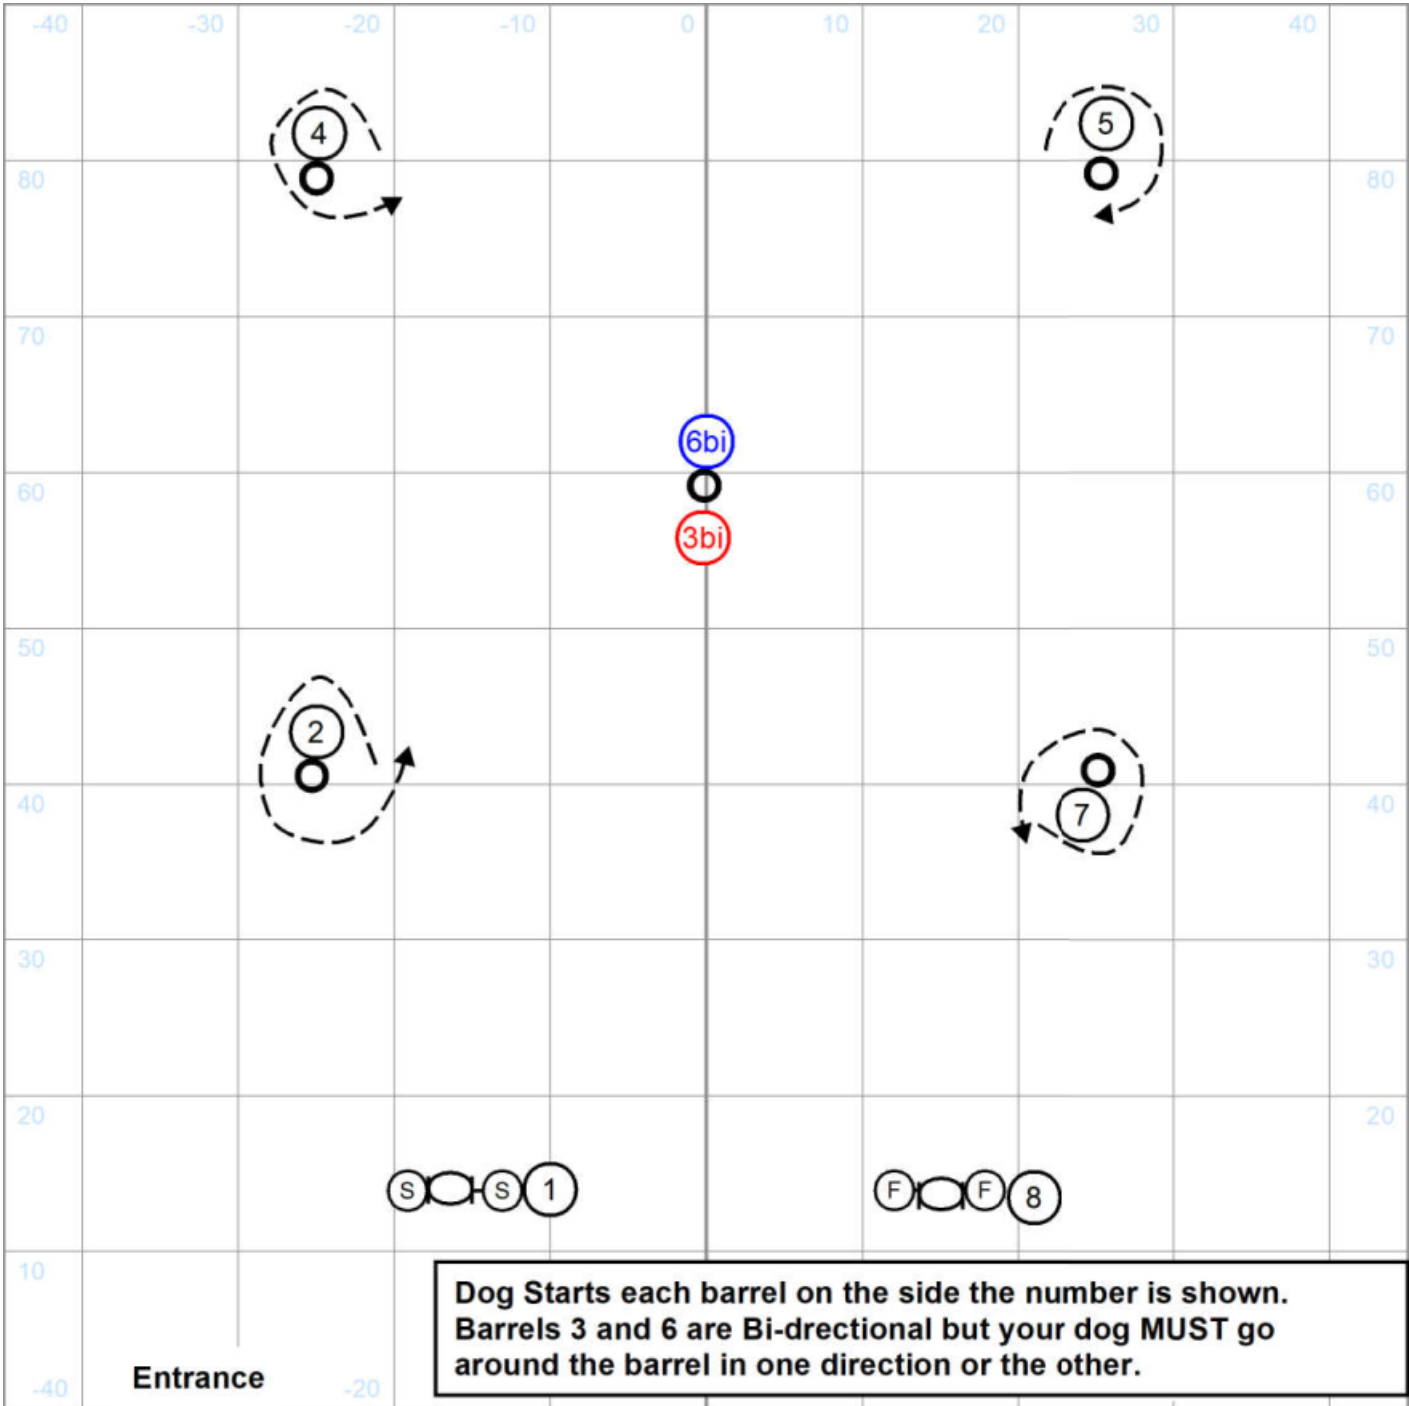 -40 -30 -20 -10 0 10 20 30 40
4 5
80 80
70 70
6bi
60 60
3bi
50 50
2
40 7 40
30 30
20 20
S S 1 F F 8
10
Dog Starts each barrel on the side the number is shown.
Barrels 3 and 6 are Bi-drectional but your dog MUST go
around the barrel in one direction or the other.
Entrance
-40 -20